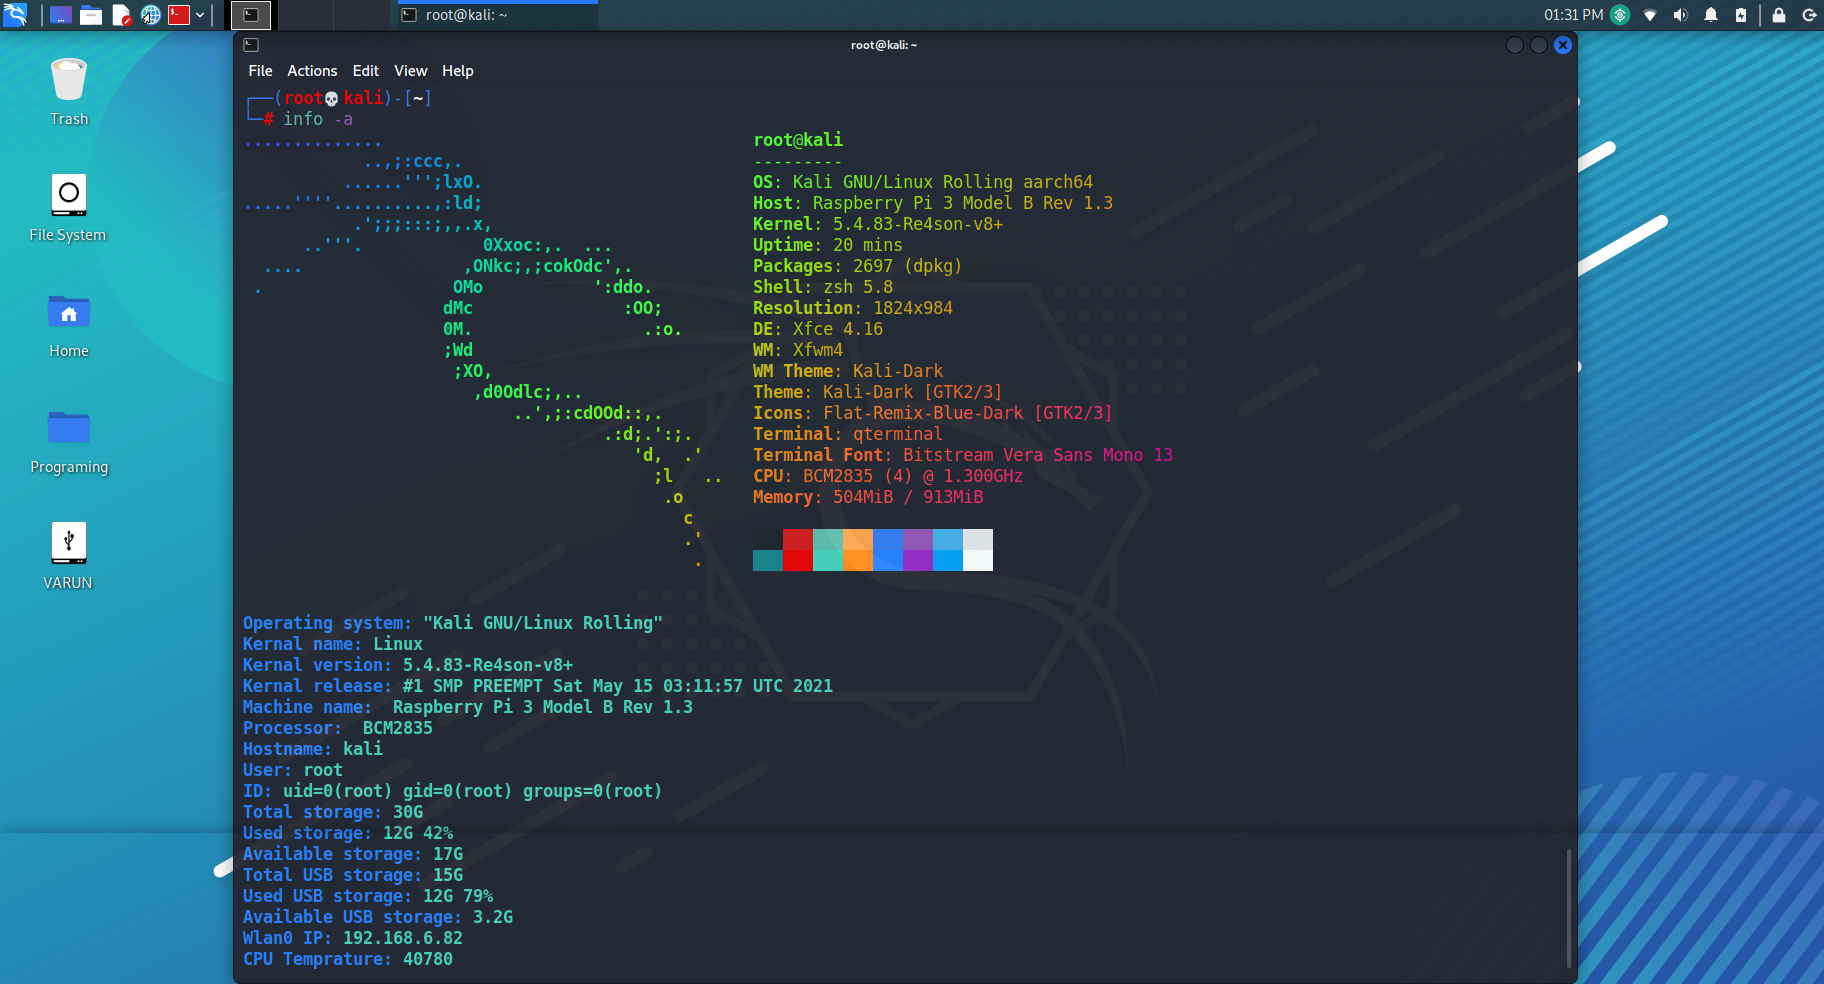 root@kali: ~
01:31 PM
root@kali: ~
File Actions Edit View Help
Trash
File System
Home
Programing
VARUN
┌──(root💀kali)-[~]
└─# info -a
..............
            ..,;:ccc,.
          ......''';lxO.
.....''''..........,:ld;
           .';;;:::;,,.x,
      ..'''.            0Xxoc:,.  ...
  ....                ,ONkc;,;cokOdc',.
 .                   OMo           ':ddo.
                    dMc               :OO;
                    0M.                 .:o.
                    ;Wd
                     ;XO,
                       ,d0Odlc;,..
                           ..',;:cdOOd::,.
                                    .:d;.':;.
                                       'd,  .'
                                         ;l   ..
                                          .o
                                            c
                                            .'
                                             .
root@kali
---------
OS: Kali GNU/Linux Rolling aarch64
Host: Raspberry Pi 3 Model B Rev 1.3
Kernel: 5.4.83-Re4son-v8+
Uptime: 20 mins
Packages: 2697 (dpkg)
Shell: zsh 5.8
Resolution: 1824x984
DE: Xfce 4.16
WM: Xfwm4
WM Theme: Kali-Dark
Theme: Kali-Dark [GTK2/3]
Icons: Flat-Remix-Blue-Dark [GTK2/3]
Terminal: qterminal
Terminal Font: Bitstream Vera Sans Mono 13
CPU: BCM2835 (4) @ 1.300GHz
Memory: 504MiB / 913MiB
Operating system: "Kali GNU/Linux Rolling"
Kernal name: Linux
Kernal version: 5.4.83-Re4son-v8+
Kernal release: #1 SMP PREEMPT Sat May 15 03:11:57 UTC 2021
Machine name:  Raspberry Pi 3 Model B Rev 1.3
Processor:  BCM2835
Hostname: kali
User: root
ID: uid=0(root) gid=0(root) groups=0(root)
Total storage: 30G
Used storage: 12G 42%
Available storage: 17G
Total USB storage: 15G
Used USB storage: 12G 79%
Available USB storage: 3.2G
Wlan0 IP: 192.168.6.82
CPU Temprature: 40780